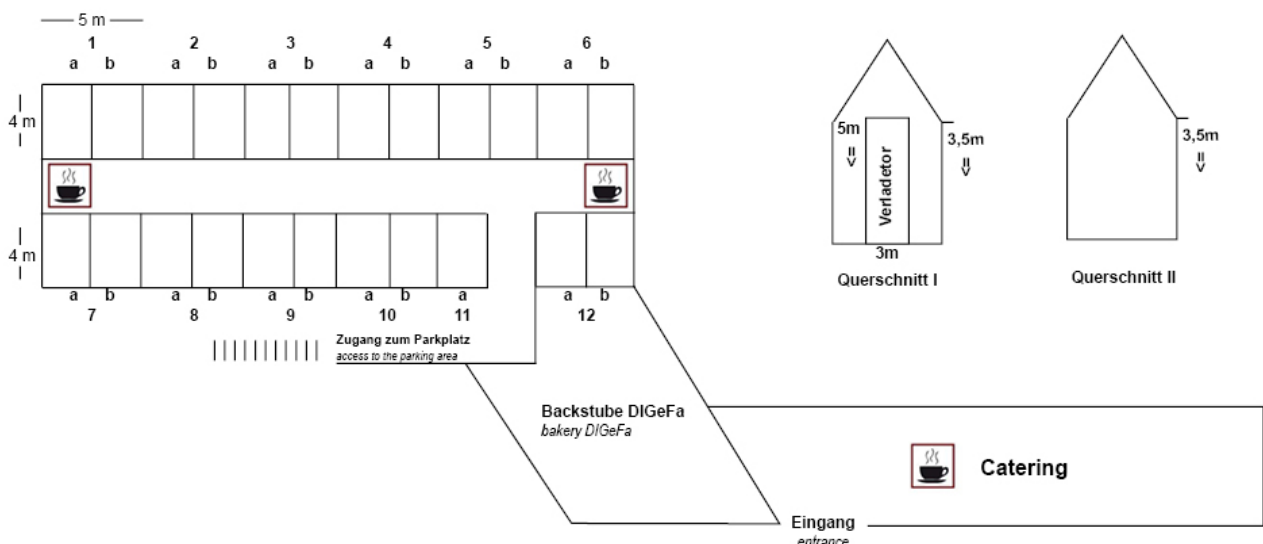 5 m
1 2 3 4 5 6
a b a b a b a b a b a b
4 m
4 m
a b a b a b a b a a b
7 8 9 10 11 12
Zugang zum Parkplatz
access to the parking area
Backstube DIGeFa
bakery DIGeFa
Catering
Eingang
entrance
5m
=>
Verladetor
3m
3,5m
=>
Querschnitt I
3,5m
=>
Querschnitt II